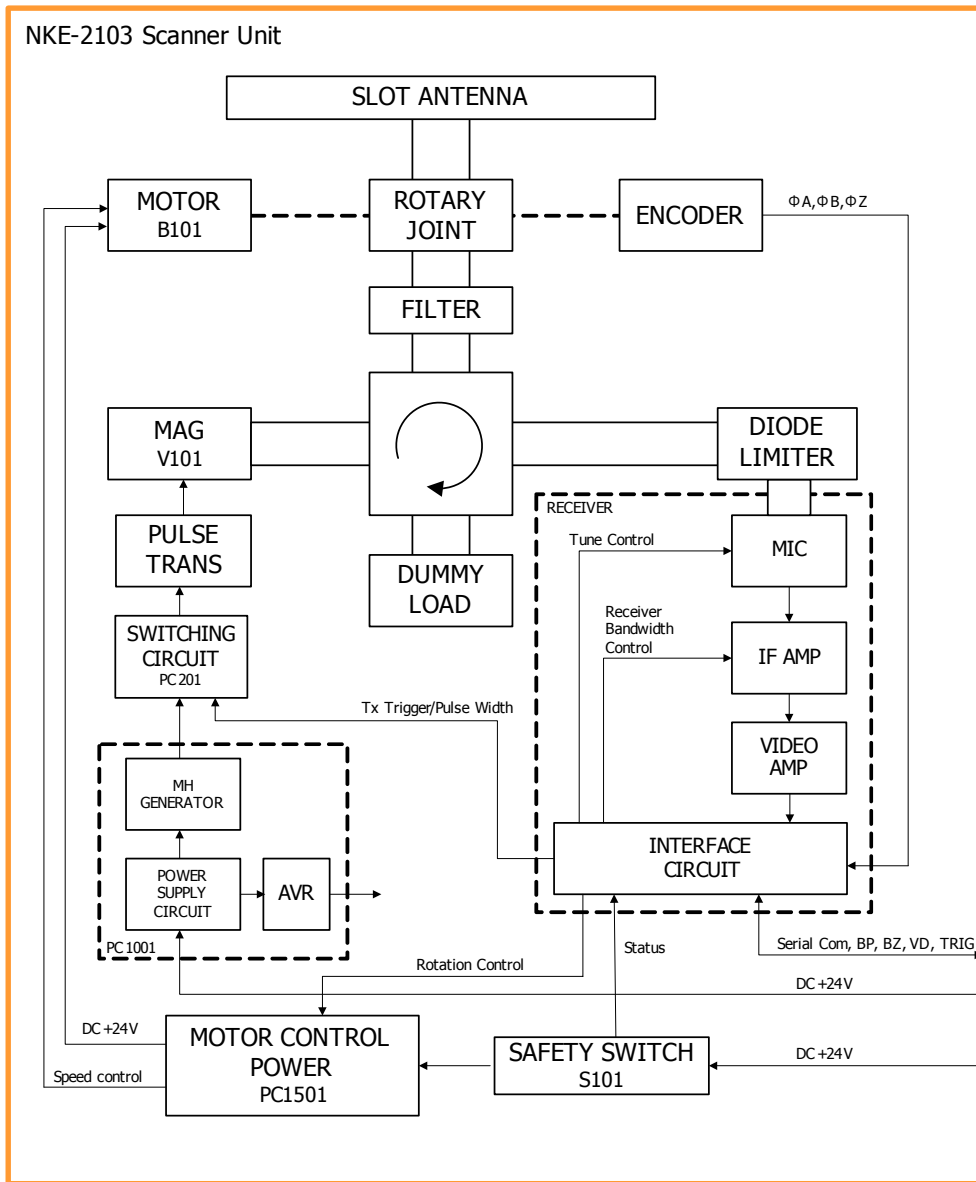 NKE-2103 Scanner Unit
SLOT ANTENNA
MOTOR
B101
ROTARY
JOINT
ENCODER
ΦA,ΦB,ΦZ
FILTER
MAG
V101
DIODE
LIMITER
RECEIVER
PULSE
TRANS
Tune Control
MIC
DUMMY
LOAD
SWITCHING
CIRCUIT
PC201
Receiver
Bandwidth
Control
IF AMP
Tx Trigger/Pulse Width
VIDEO
AMP
MH
GENERATOR
INTERFACE
CIRCUIT
POWER
SUPPLY
CIRCUIT
AVR
PC1001
Status
Serial Com, BP, BZ, VD, TRIG
Rotation Control
DC+24V
DC+24V
MOTOR CONTROL
POWER
PC1501
SAFETY SWITCH
S101
DC+24V
Speed control